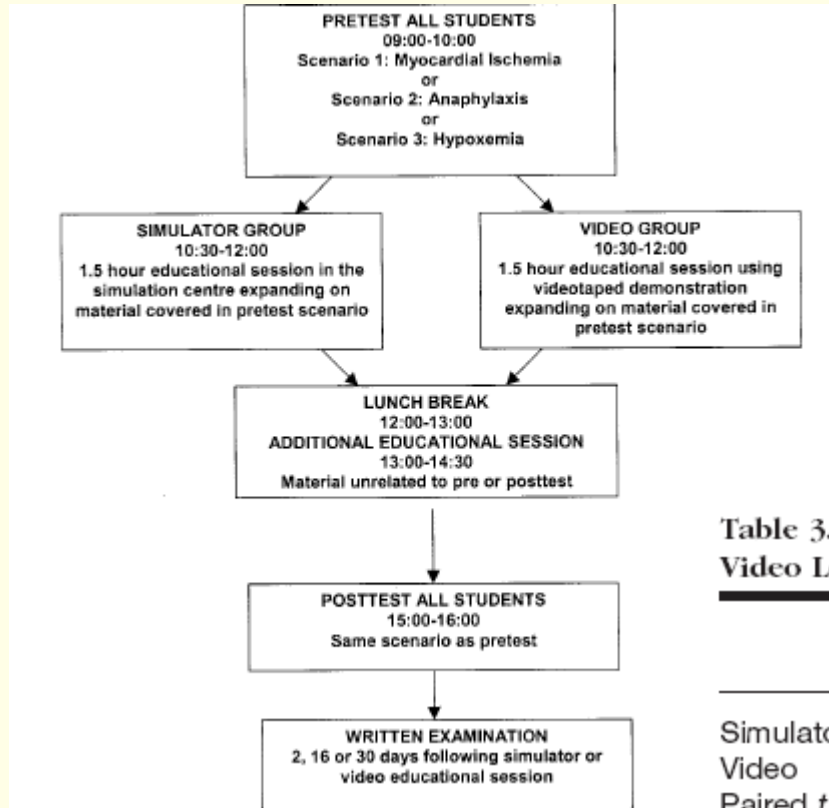 PRETEST ALL STUDENTS
09:00-10:00
Scenario 1: Myocardial Ischemia
or
Scenario 2: Anaphylaxis
or
Scenario 3: Hypoxemia
SIMULATOR GROUP
10:30-12:00
1.5 hour educational session in the
simulation centre expanding on
material covered in pretest scenario
VIDEO GROUP
10:30-12:00
1.5 hour educational session using
videotaped demonstration
expanding on material covered in
pretest scenario
LUNCH BREAK
12:00-13:00
ADDITIONAL EDUCATIONAL SESSION
13:00-14:30
Material unrelated to pre or posttest
POSTTEST ALL STUDENTS
15:00-16:00
Same scenario as pretest
WRITTEN EXAMINATION
2, 16 or 30 days following simulator or
video educational session
Table 3.
Video L
Simulato
Video
Paired t